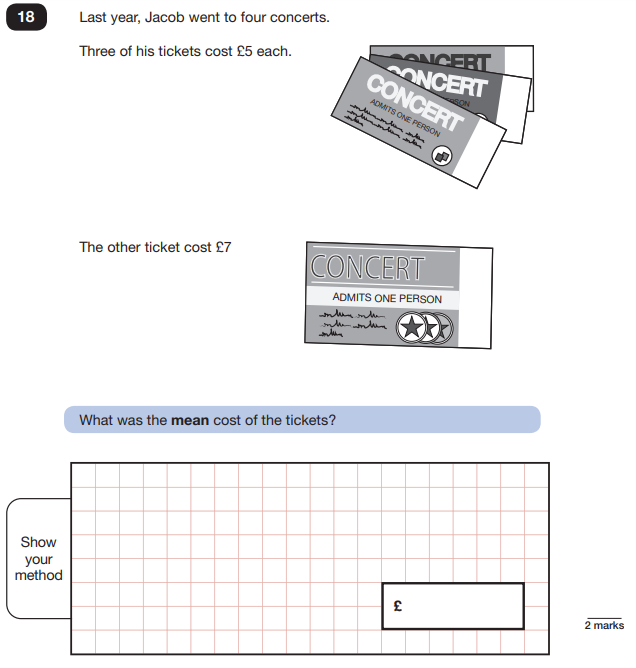 18
Last year, Jacob went to four concerts.
Three of his tickets cost £5 each.
CONCERT
CONCERT
PERSON
CONCERT
ADMITS ONE PERSON
The other ticket cost £7
CONCERT
ADMITS ONE PERSON
What was the mean cost of the tickets?
Show
your
method
£
2 marks